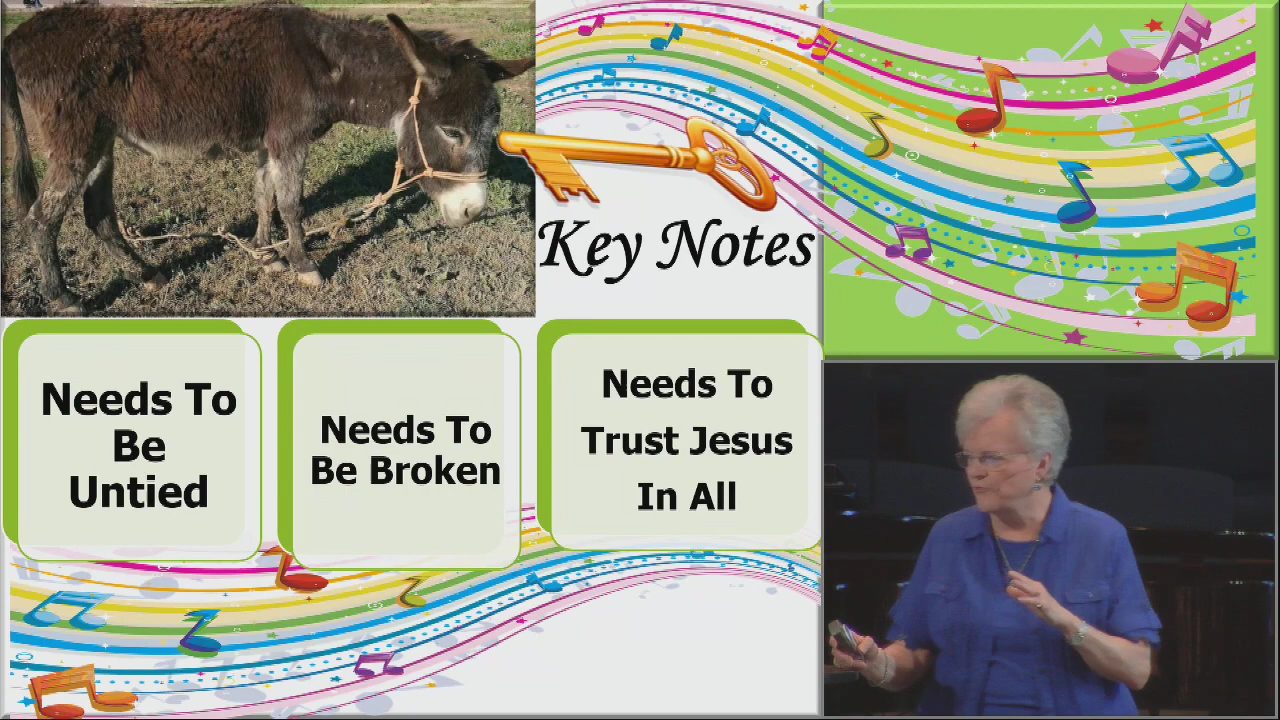 Key Notes
Needs To
Be
Untied
Needs To
Be Broken
Needs To
Trust Jesus
In All